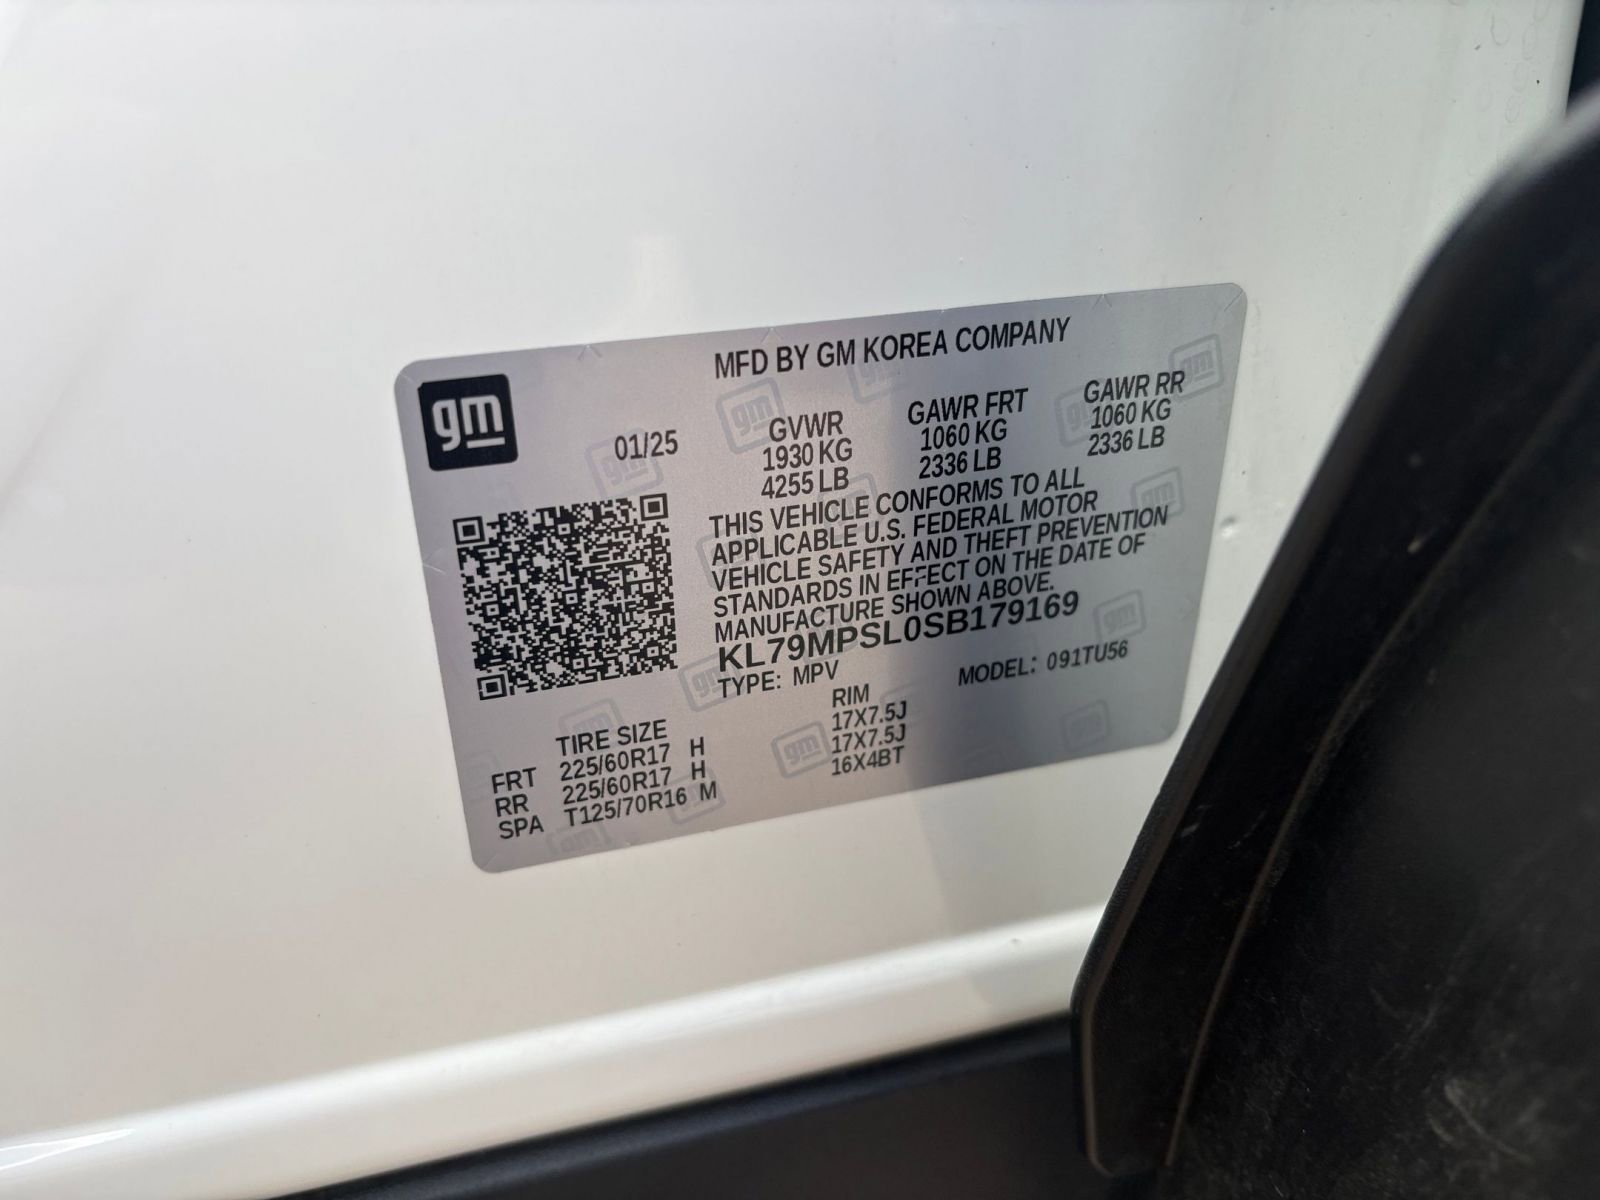 MFD BY GM KOREA COMPANY
gm
01/25
GVWR GAWR FRT GAWR RR
1930 KG 1060 KG 1060 KG
4255 LB 2336 LB 2336 LB
THIS VEHICLE CONFORMS TO ALL
APPLICABLE U.S. FEDERAL MOTOR
VEHICLE SAFETY AND THEFT PREVENTION
STANDARDS IN EFFECT ON THE DATE OF
MANUFACTURE SHOWN ABOVE.
KL79MPSL0SB179169
TYPE: MPV MODEL: 091TU56
TIRE SIZE RIM
FRT 225/60R17 H 17X7.5J
RR 225/60R17 H 17X7.5J
SPA T125/70R16 M 16X4BT